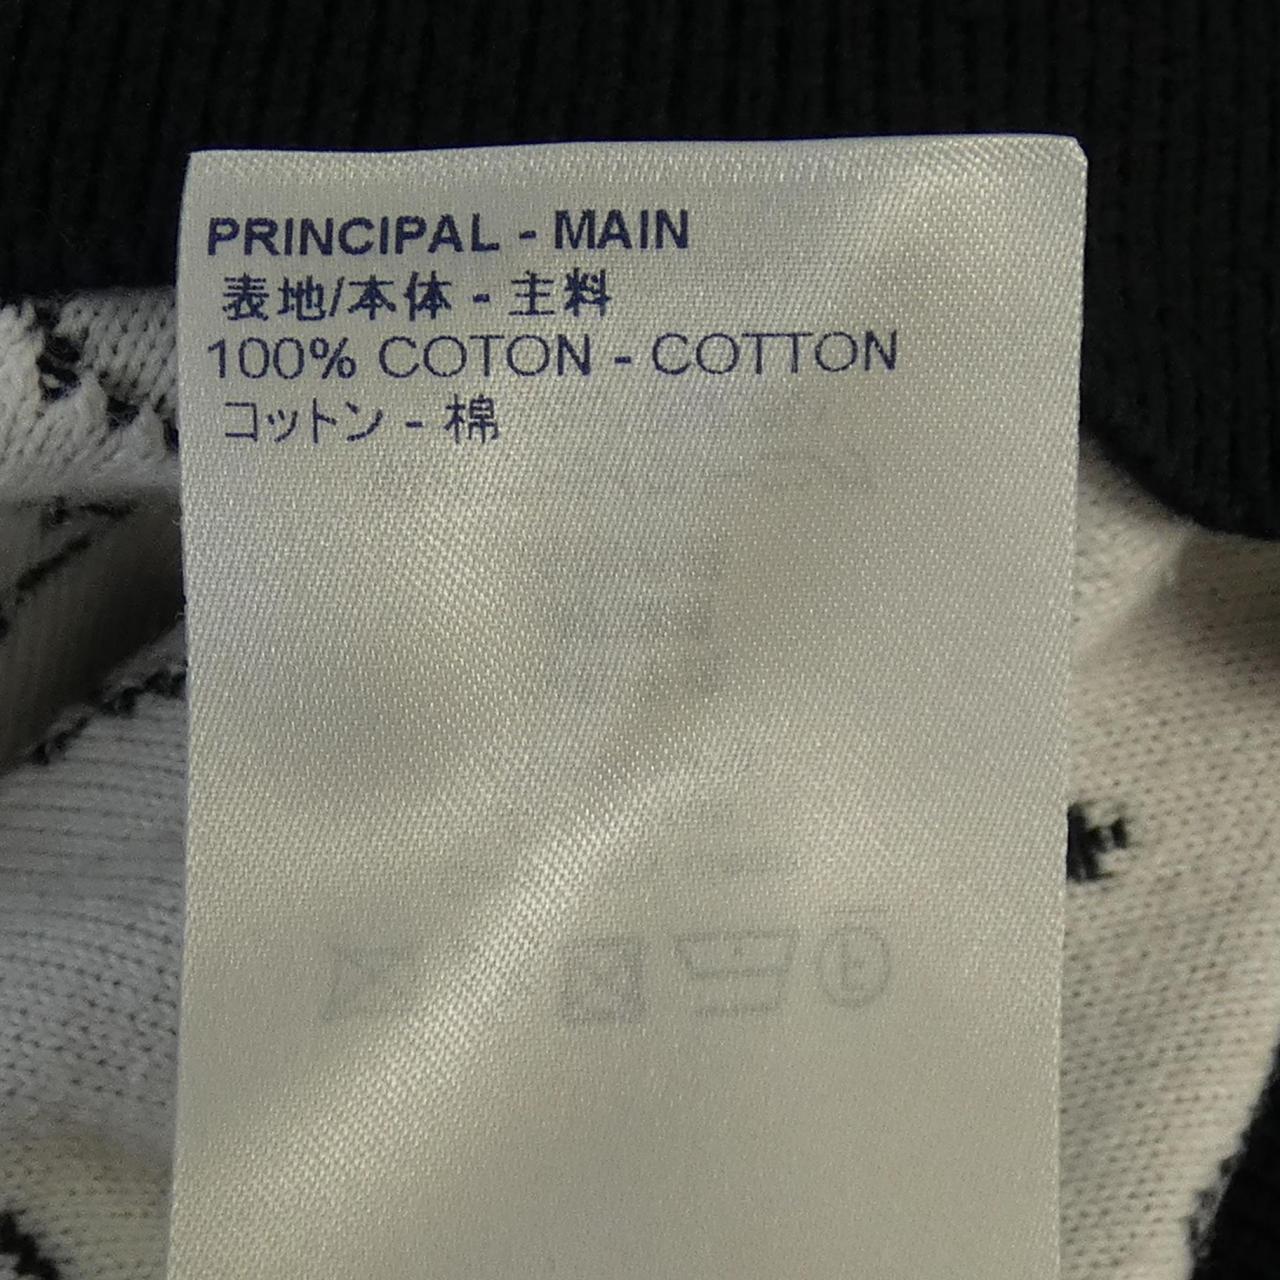 PRINCIPAL - MAIN
表地/本体 - 主料
100% COTON - COTTON
コットン - 棉